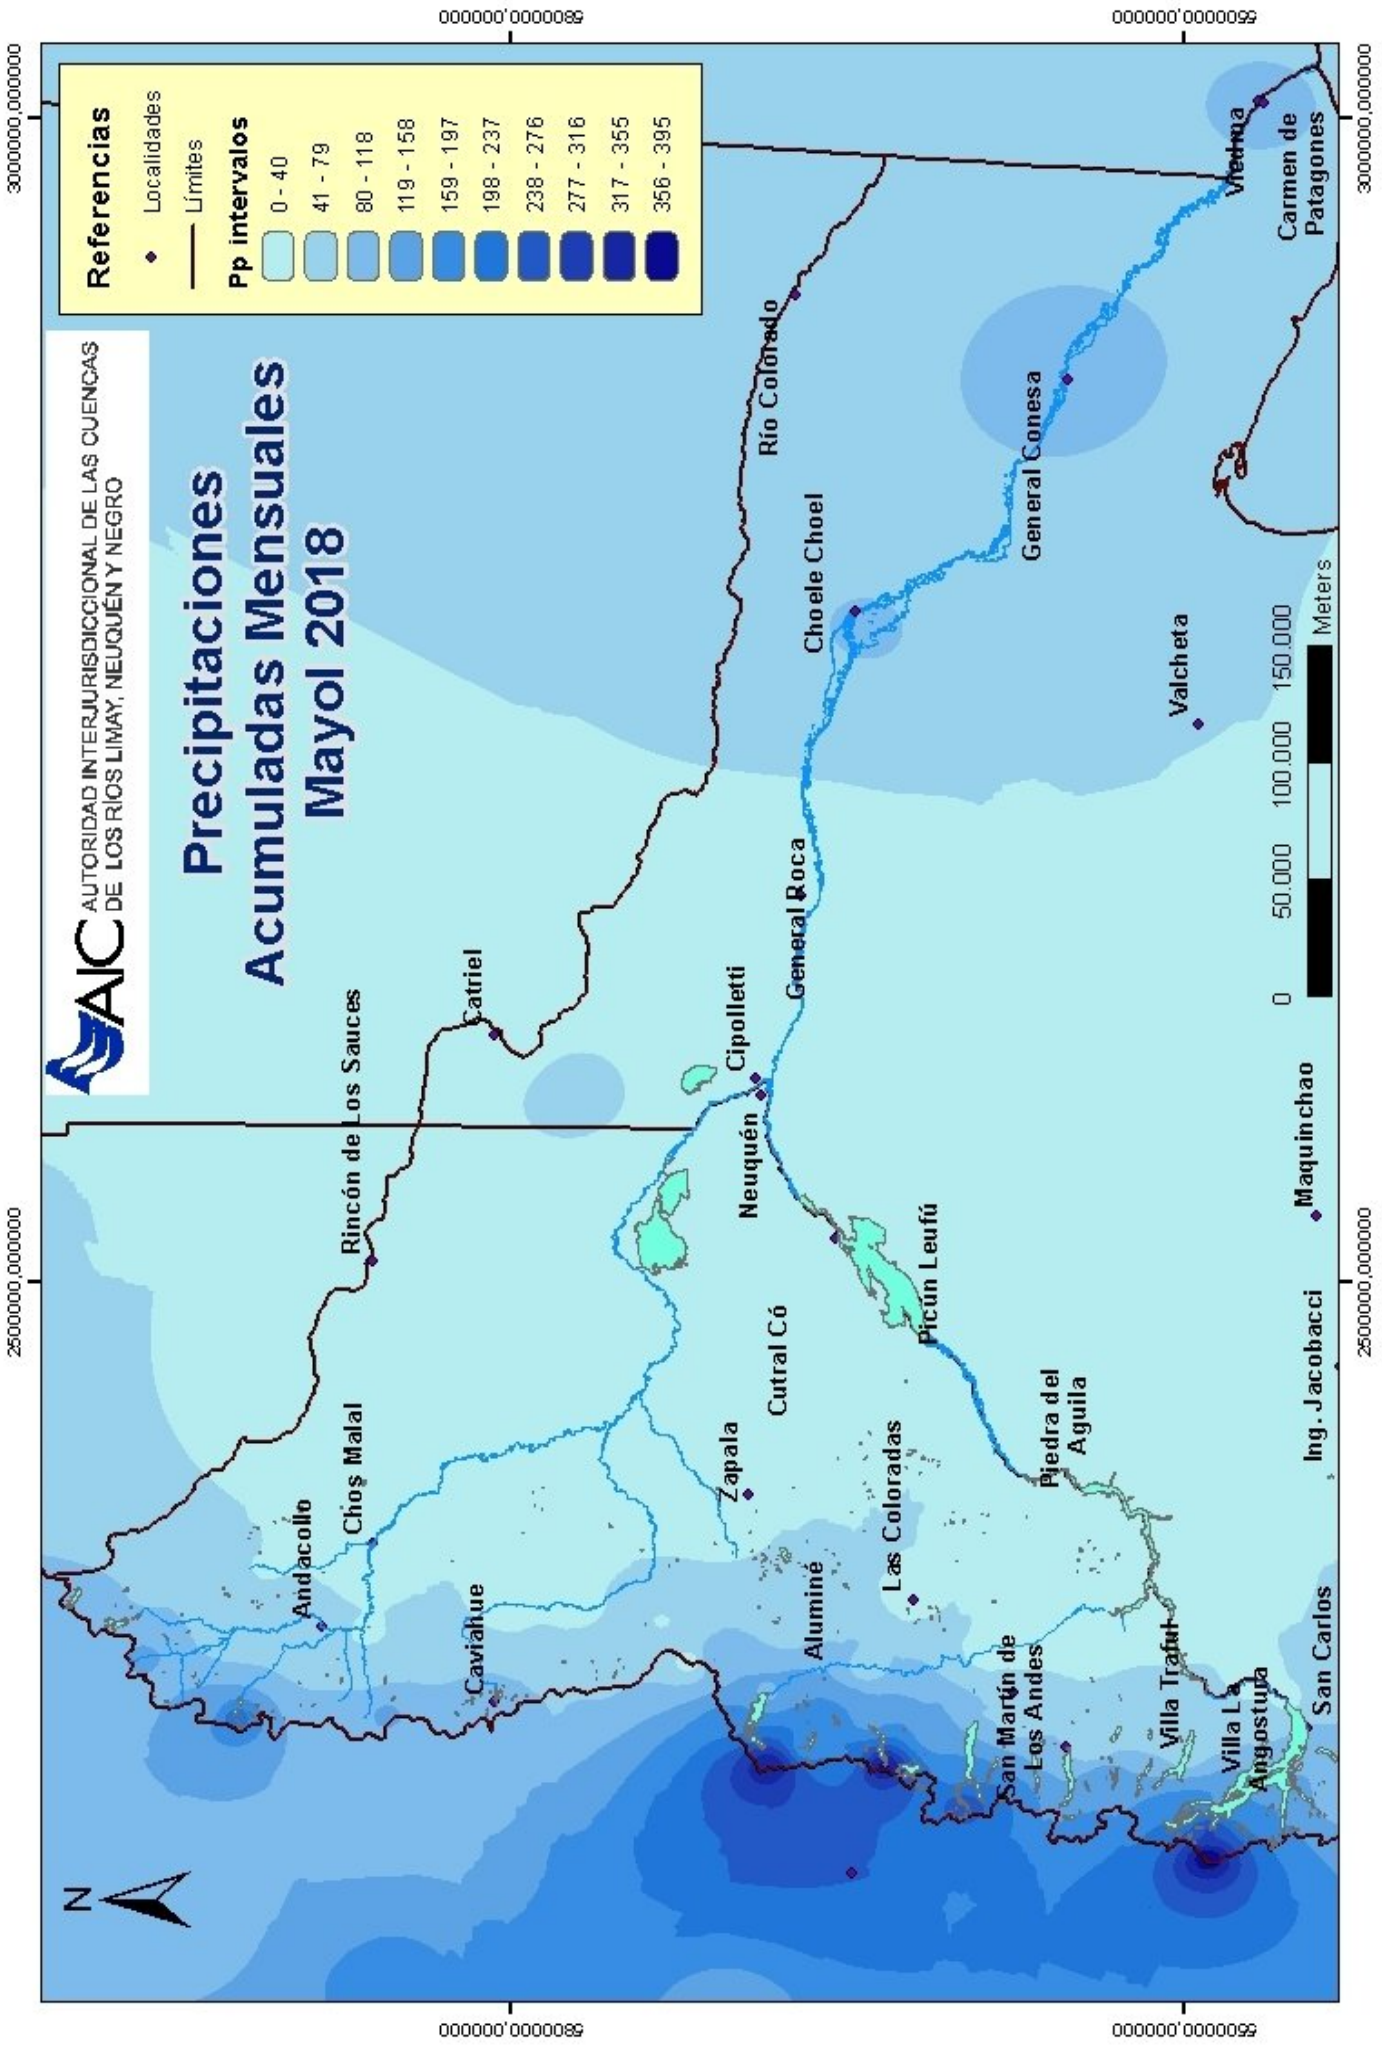 AIC
AUTORIDAD INTERJURISDICCIONAL DE LAS CUENCAS
DE LOS RÍOS LIMAY, NEUQUÉN Y NEGRO
Precipitaciones
Acumuladas Mensuales
Mayol 2018
Referencias
Localidades
Límites
Pp intervalos
0 - 40
41 - 79
80 - 118
119 - 158
159 - 197
198 - 237
238 - 276
277 - 316
317 - 355
356 - 395
N
2500000,000000
3000000,000000
Rincón de Los Sauces
Catriel
Chos Malal
Andacollo
Caviahue
Río Colorado
Cipolletti
Neuquén
General Roca
Choele Choel
Zapala
Cutral Có
Picún Leufú
Aluminé
Las Coloradas
General Conesa
Piedra del
Aguila
San Martín de
Los Andes
Villa Traful
Villa La
Angostura
San Carlos
Ing. Jacobacci
Maquinchao
Valcheta
Viedma
Carmen de
Patagones
0 50.000 100.000 150.000
Meters
2500000,000000
3000000,000000